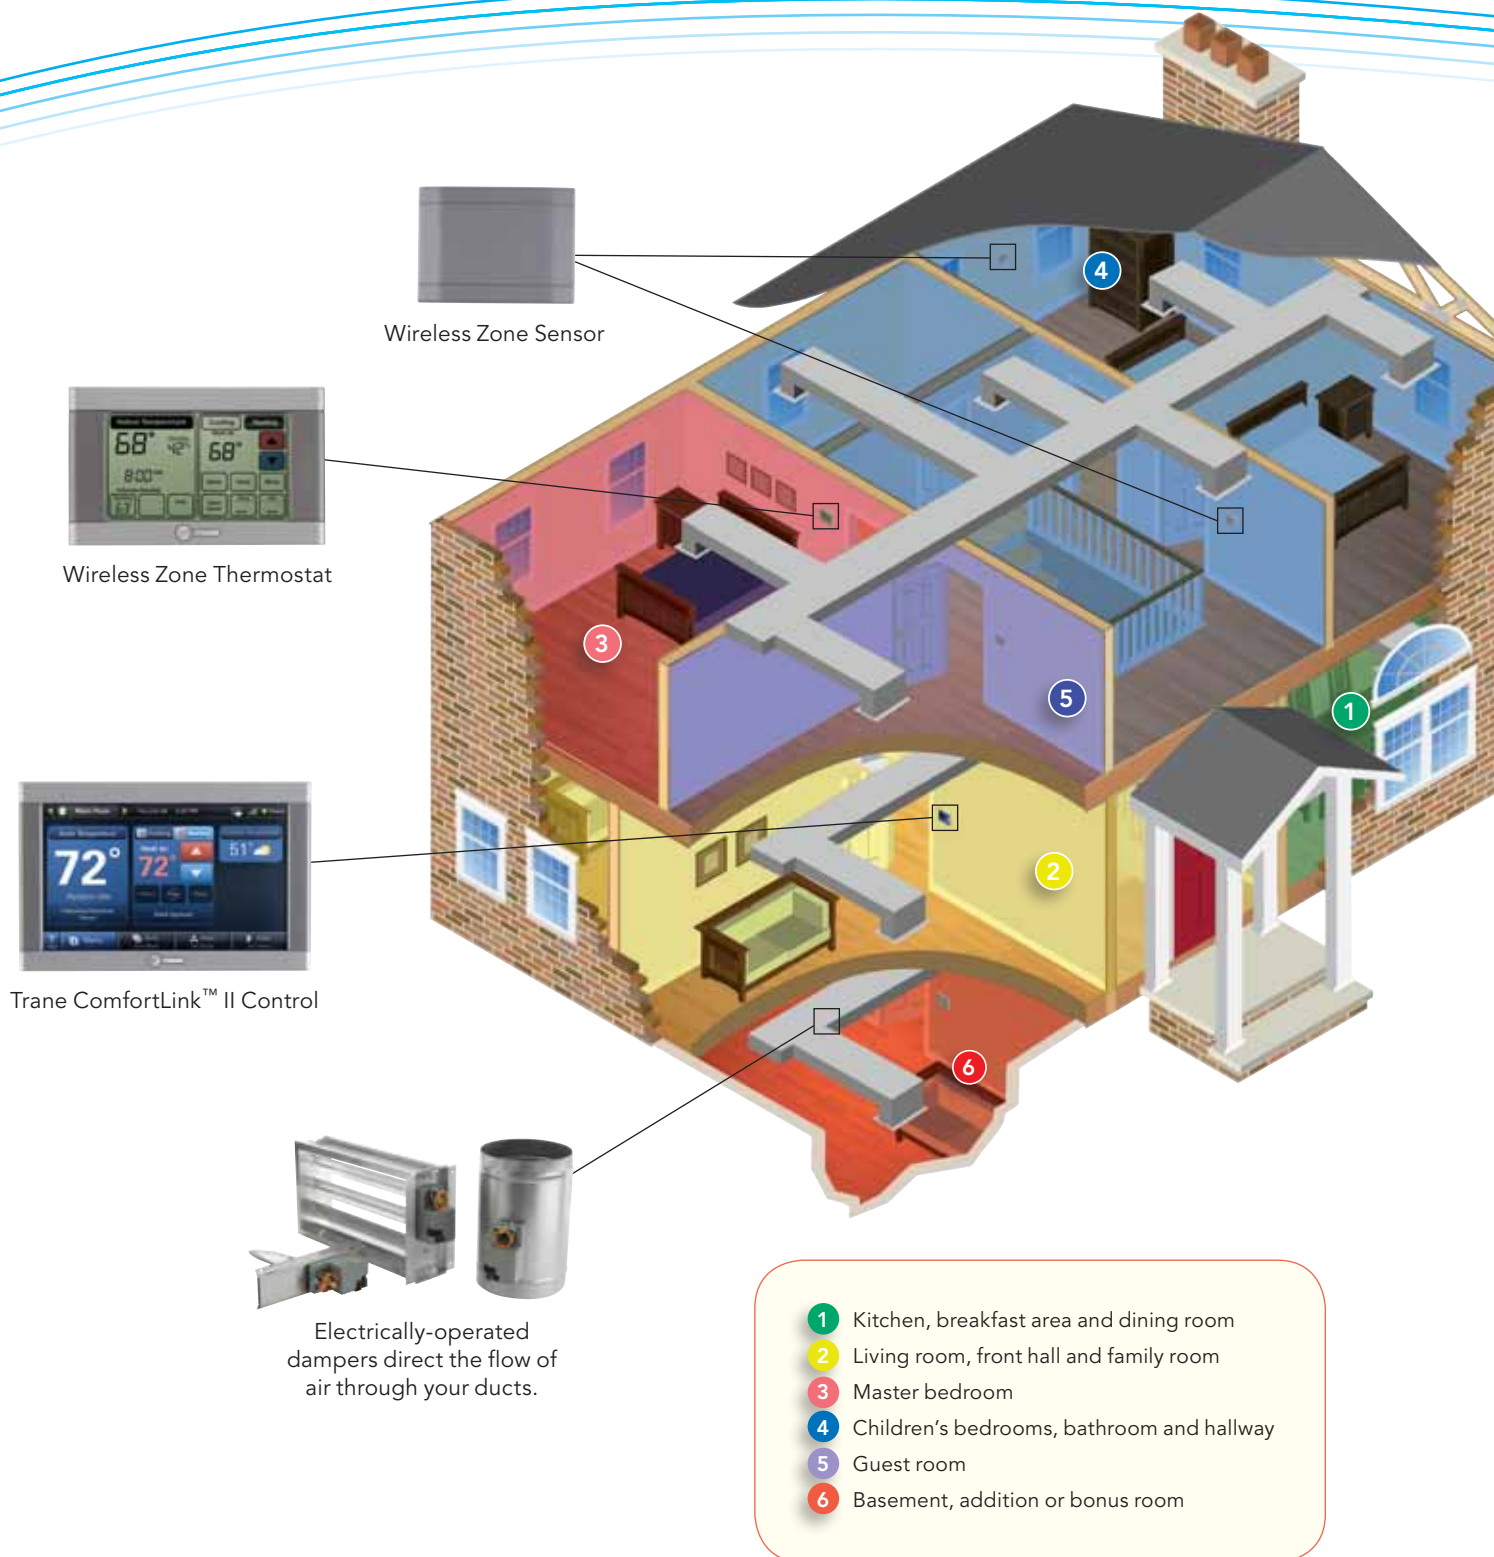 Wireless Zone Sensor
68°
68°
8:00
Wireless Zone Thermostat
72°
72°
51°
Trane ComfortLink™ II Control
4
3
5
1
2
6
Electrically-operated
dampers direct the flow of
air through your ducts.
1 Kitchen, breakfast area and dining room
2 Living room, front hall and family room
3 Master bedroom
4 Children's bedrooms, bathroom and hallway
5 Guest room
6 Basement, addition or bonus room